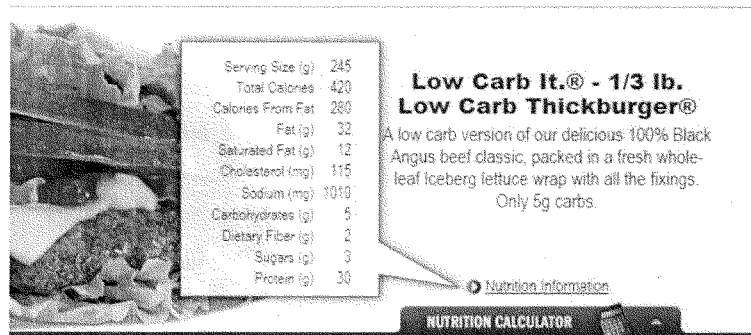 Serving Size (g) 245
Total Calories 420
Calories From Fat 280
Fat (g) 32
Saturated Fat (g) 12
Cholesterol (mg) 115
Sodium (mg) 1010
Carbohydrates (g) 5
Dietary Fiber (g) 2
Sugars (g) 3
Protein (g) 30
Low Carb It.® - 1/3 lb.
Low Carb Thickburger®
A low carb version of our delicious 100% Black
Angus beef classic, packed in a fresh whole-
leaf iceberg lettuce wrap with all the fixings.
Only 5g carbs.
Nutrition Information
NUTRITION CALCULATOR